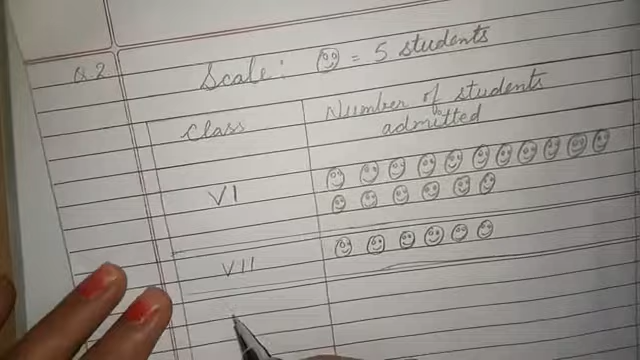 Q.2
Scale: = 5 students
Class
Number of students
admitted
VI
VII